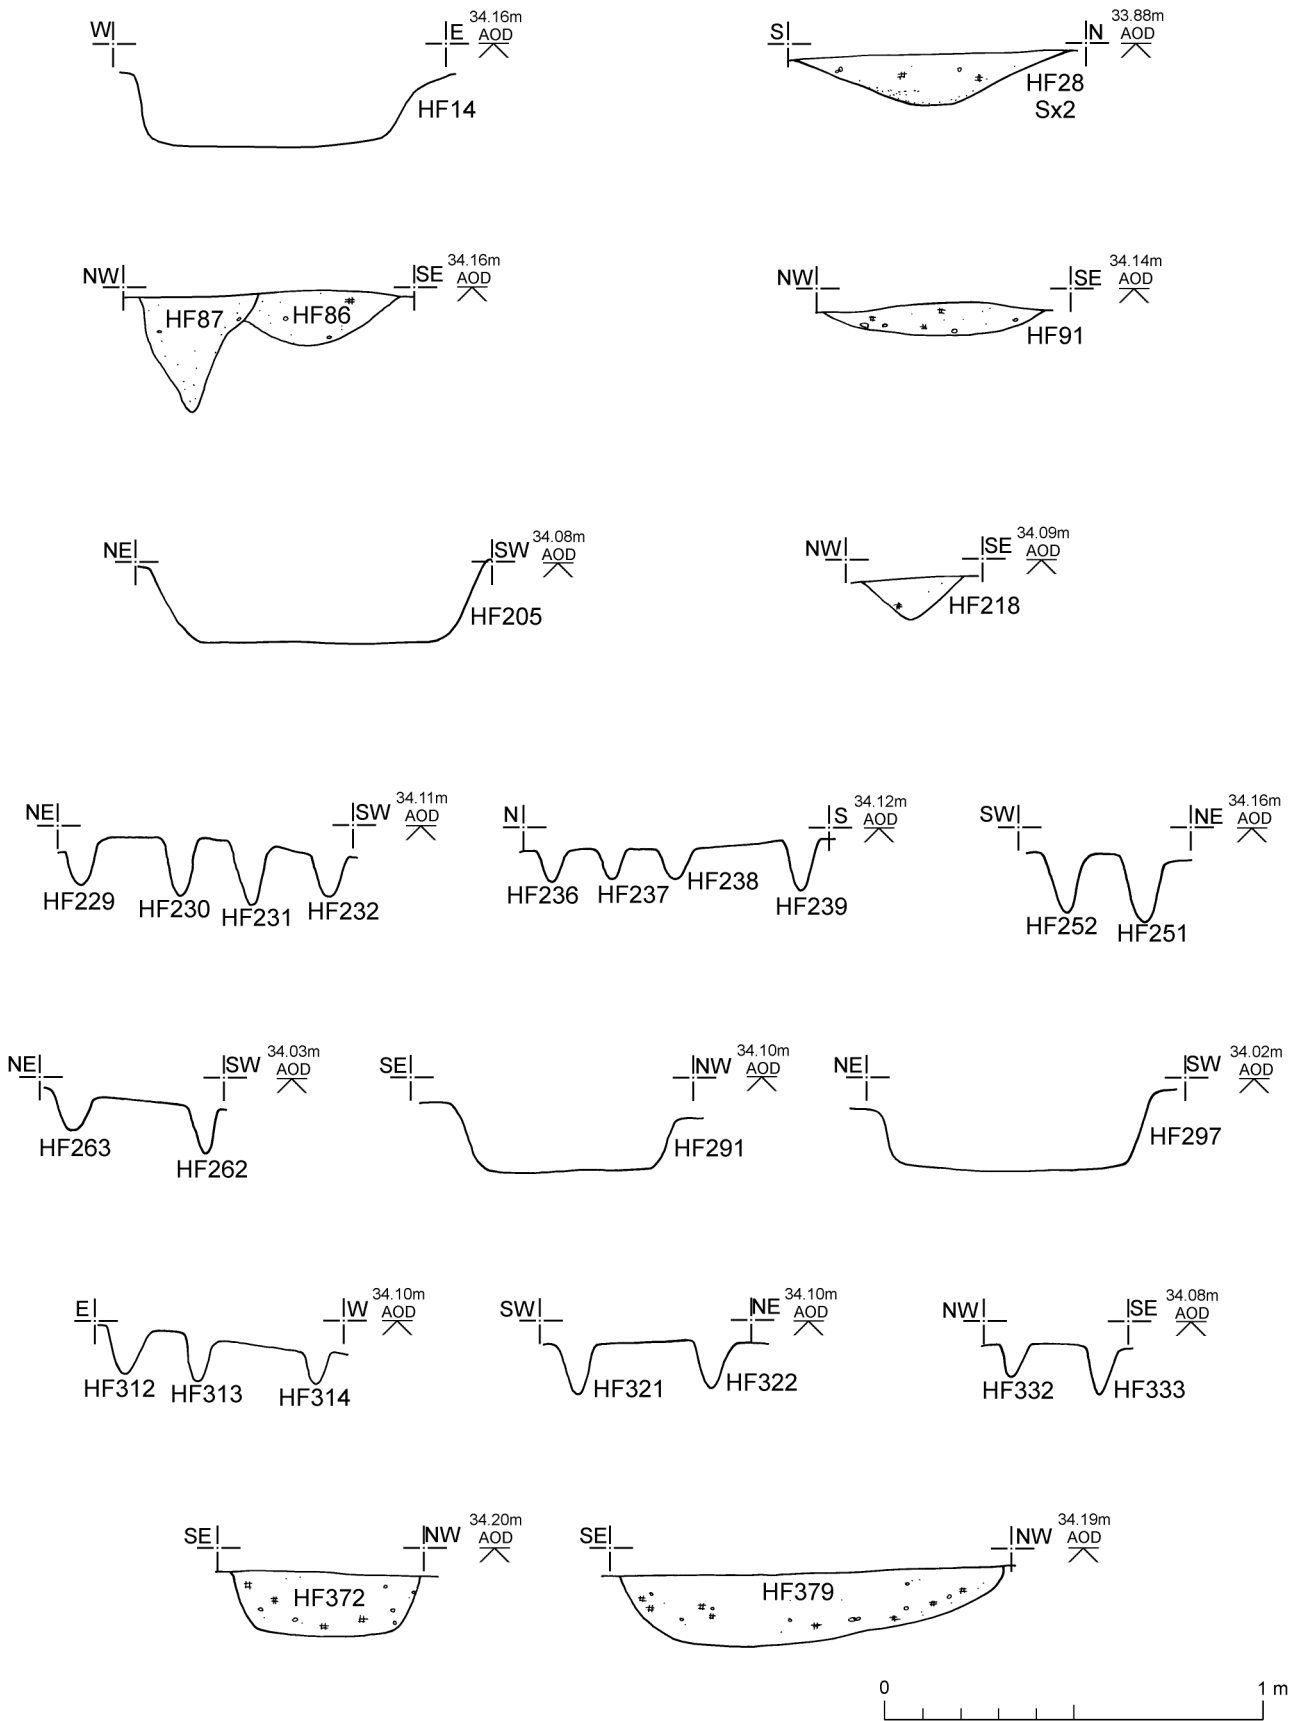 W E 34.16m
AOD
HF14
S N 33.88m
AOD
HF28
Sx2
NW SE 34.16m
AOD
HF87 HF86
NW SE 34.14m
AOD
HF91
NE SW 34.08m
AOD
HF205
NW SE 34.09m
AOD
HF218
NE SW 34.11m
AOD
HF229 HF230 HF231 HF232
N S 34.12m
AOD
HF236 HF237 HF238 HF239
SW NE 34.16m
AOD
HF252 HF251
NE SW 34.03m
AOD
HF263 HF262
SE NW 34.10m
AOD
HF291
NE SW 34.02m
AOD
HF297
E W 34.10m
AOD
HF312 HF313 HF314
SW NE 34.10m
AOD
HF321 HF322
NW SE 34.08m
AOD
HF332 HF333
SE NW 34.20m
AOD
HF372
SE NW 34.19m
AOD
HF379
0 1 m